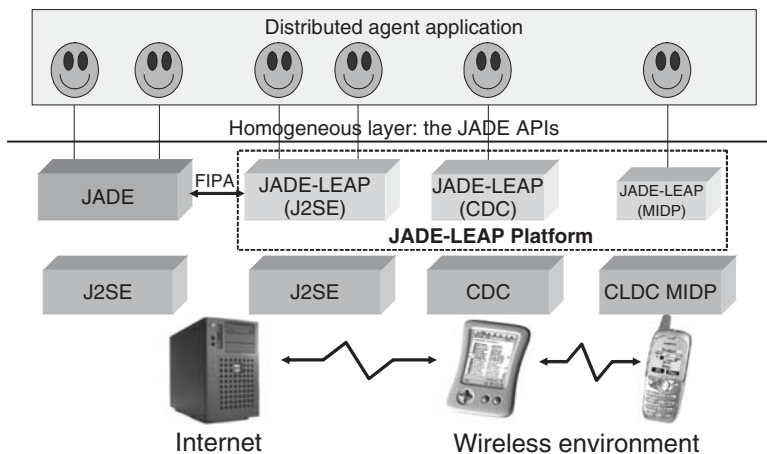 Distributed agent application
Homogeneous layer: the JADE APIs
JADE
FIPA
JADE-LEAP
(J2SE)
JADE-LEAP
(CDC)
JADE-LEAP
(MIDP)
JADE-LEAP Platform
J2SE
J2SE
CDC
CLDC MIDP
Internet
Wireless environment